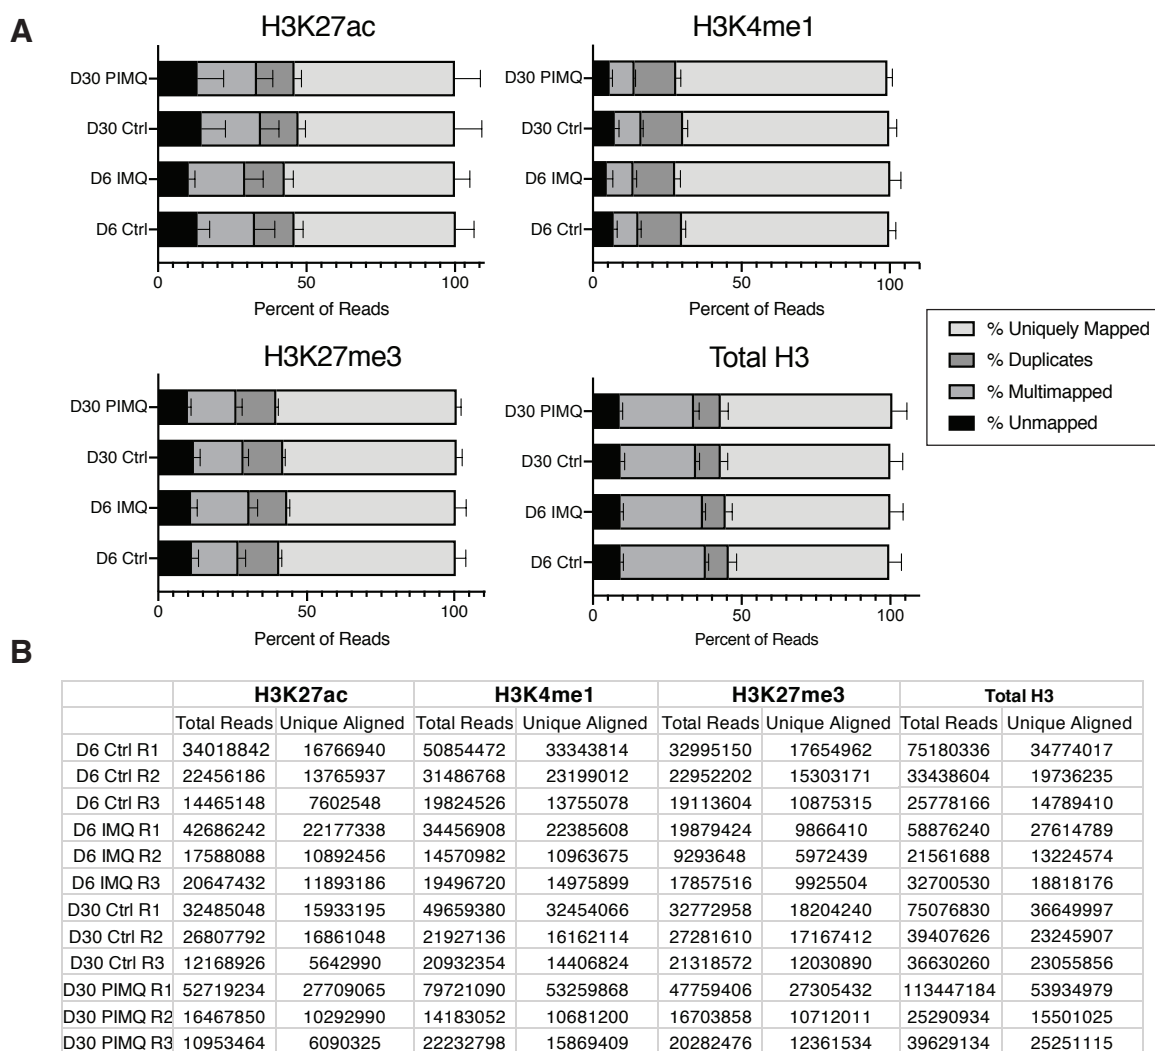 A
H3K27ac
D30 PIMQ
D30 Ctrl
D6 IMQ
D6 Ctrl
0 50 100
Percent of Reads
H3K4me1
D30 PIMQ
D30 Ctrl
D6 IMQ
D6 Ctrl
0 50 100
Percent of Reads
H3K27me3
D30 PIMQ
D30 Ctrl
D6 IMQ
D6 Ctrl
0 50 100
Percent of Reads
Total H3
D30 PIMQ
D30 Ctrl
D6 IMQ
D6 Ctrl
0 50 100
Percent of Reads
% Uniquely Mapped
% Duplicates
% Multimapped
% Unmapped
B
H3K27ac H3K4me1 H3K27me3 Total H3
Total Reads Unique Aligned Total Reads Unique Aligned Total Reads Unique Aligned Total Reads Unique Aligned
D6 Ctrl R1 34018842 16766940 50854472 33343814 32995150 17654962 75180336 34774017
D6 Ctrl R2 22456186 13765937 31486768 23199012 22952202 15303171 33438604 19736235
D6 Ctrl R3 14465148 7602548 19824526 13755078 19113604 10875315 25778166 14789410
D6 IMQ R1 42686242 22177338 34456908 22385608 19879424 9866410 58876240 27614789
D6 IMQ R2 17588088 10892456 14570982 10963675 9293648 5972439 21561688 13224574
D6 IMQ R3 20647432 11893186 19496720 14975899 17857516 9925504 32700530 18818176
D30 Ctrl R1 32485048 15933195 49659380 32454066 32772958 18204240 75076830 36649997
D30 Ctrl R2 26807792 16861048 21927136 16162114 27281610 17167412 39407626 23245907
D30 Ctrl R3 12168926 5642990 20932354 14406824 21318572 12030890 36630260 23055856
D30 PIMQ R1 52719234 27709065 79721090 53259868 47759406 27305432 113447184 53934979
D30 PIMQ R2 16467850 10292990 14183052 10681200 16703858 10712011 25290934 15501025
D30 PIMQ R3 10953464 6090325 22232798 15869409 20282476 12361534 39629134 25251115